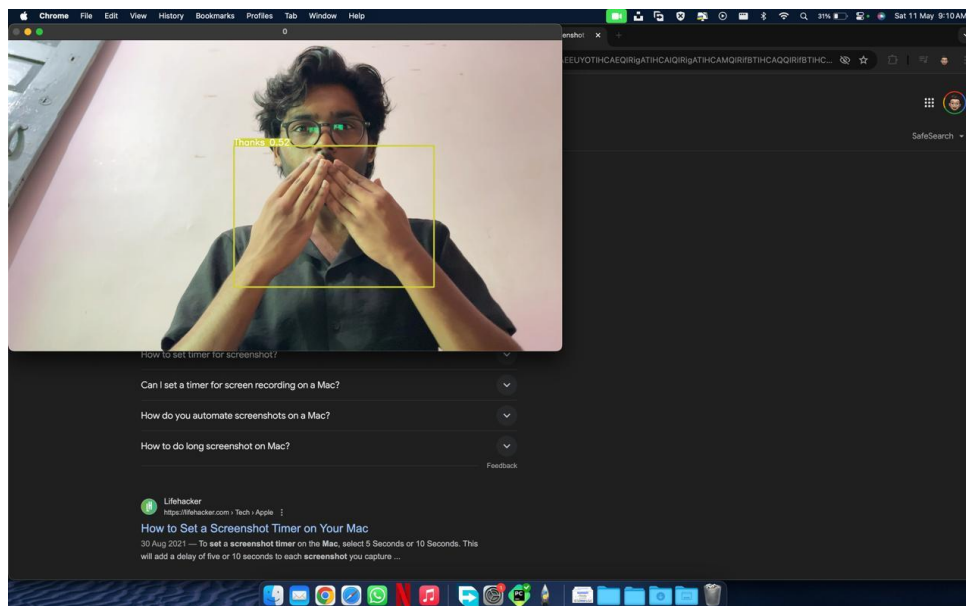 Chrome File Edit View History Bookmarks Profiles Tab Window Help
31% Sat 11 May 9:10 AM
0
Thanks 0.52
SafeSearch
How to set timer for screenshot?
Can I set a timer for screen recording on a Mac?
How do you automate screenshots on a Mac?
How to do long screenshot on Mac?
Feedback
Lifehacker
https://lifehacker.com › Tech › Apple
How to Set a Screenshot Timer on Your Mac
30 Aug 2021 — To set a screenshot timer on the Mac, select 5 Seconds or 10 Seconds. This
will add a delay of five or 10 seconds to each screenshot you capture ...
PC